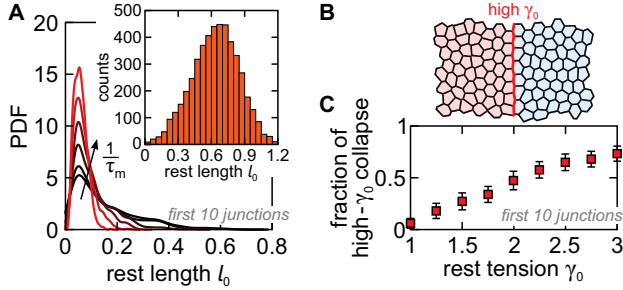 A
PDF
20
15
10
5
0
0
0.2
0.4
0.6
0.8
rest length l₀
1
τₘ
first 10 junctions
counts
500
400
300
200
100
0
0
0.3
0.6
0.9
1.2
rest length l₀
B
high γ₀
C
fraction of
high-γ₀ collapse
1
0.5
0
1
1.5
2
2.5
3
first 10 junctions
rest tension γ₀